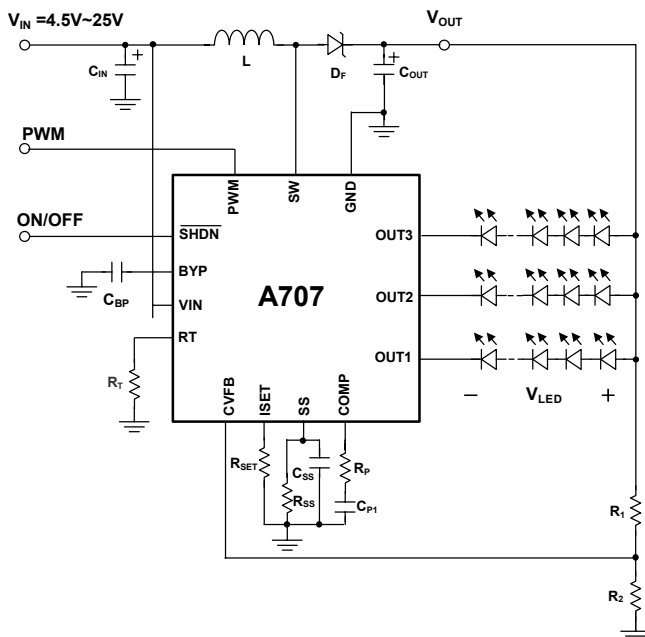 VIN =4.5V~25V
VOUT
L
CIN
DF
COUT
PWM
PWM
SW
GND
ON/OFF
SHDN
OUT3
BYP
CBP
A707
OUT2
VIN
RT
OUT1
RT
CVFB
ISET
SS
COMP
− VLED +
RSET
CSS
RP
RSS
CP1
R1
R2